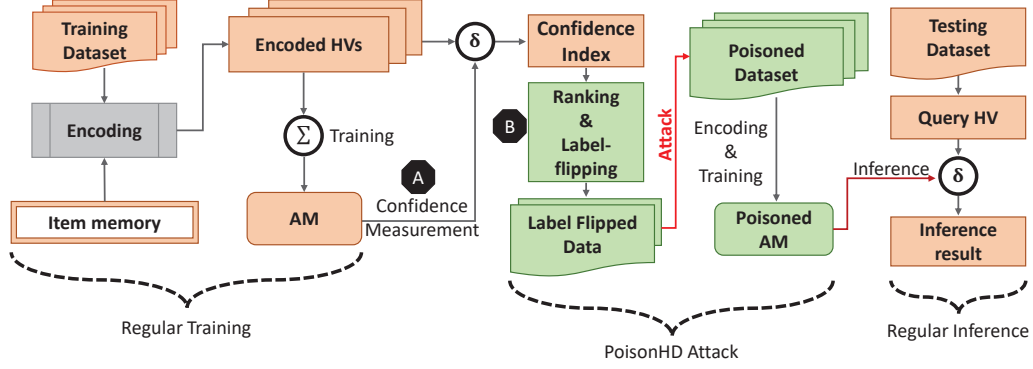 Training
Dataset
Encoding
Item memory
Encoded HVs
Σ
Training
AM
A
Confidence
Measurement
δ
Confidence
Index
B
Ranking
&
Label-
flipping
Label Flipped
Data
Attack
Poisoned
Dataset
Encoding
&
Training
Poisoned
AM
Inference
Testing
Dataset
Query HV
δ
Inference
result
Regular Training
PoisonHD Attack
Regular Inference